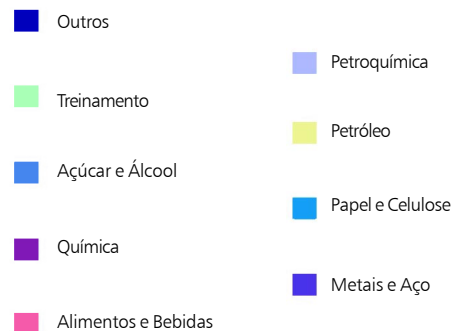 Outros
Treinamento
Açúcar e Álcool
Química
Alimentos e Bebidas
Petroquímica
Petróleo
Papel e Celulose
Metais e Aço